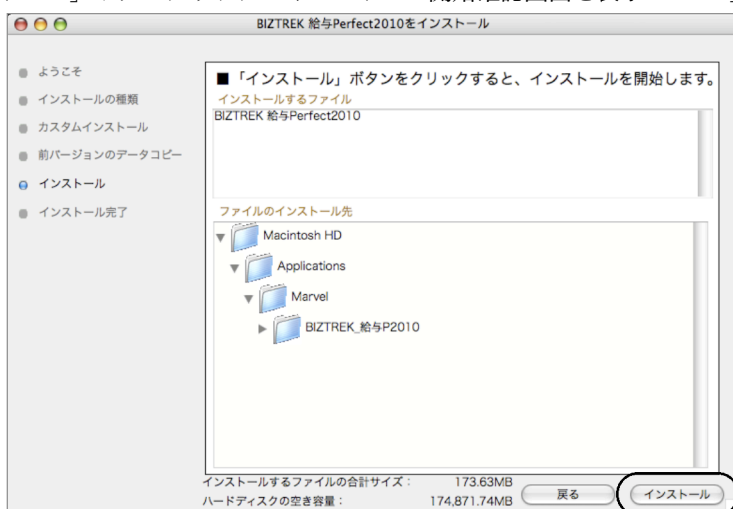 BIZTREK 給与Perfect2010をインストール
ようこそ
インストールの種類
カスタムインストール
前バージョンのデータコピー
インストール
インストール完了
■「インストール」ボタンをクリックすると、インストールを開始します。
インストールするファイル
BIZTREK 給与Perfect2010
ファイルのインストール先
Macintosh HD
Applications
Marvel
BIZTREK_給与P2010
インストールするファイルの合計サイズ： 173.63MB
ハードディスクの空き容量： 174,871.74MB
戻る
インストール